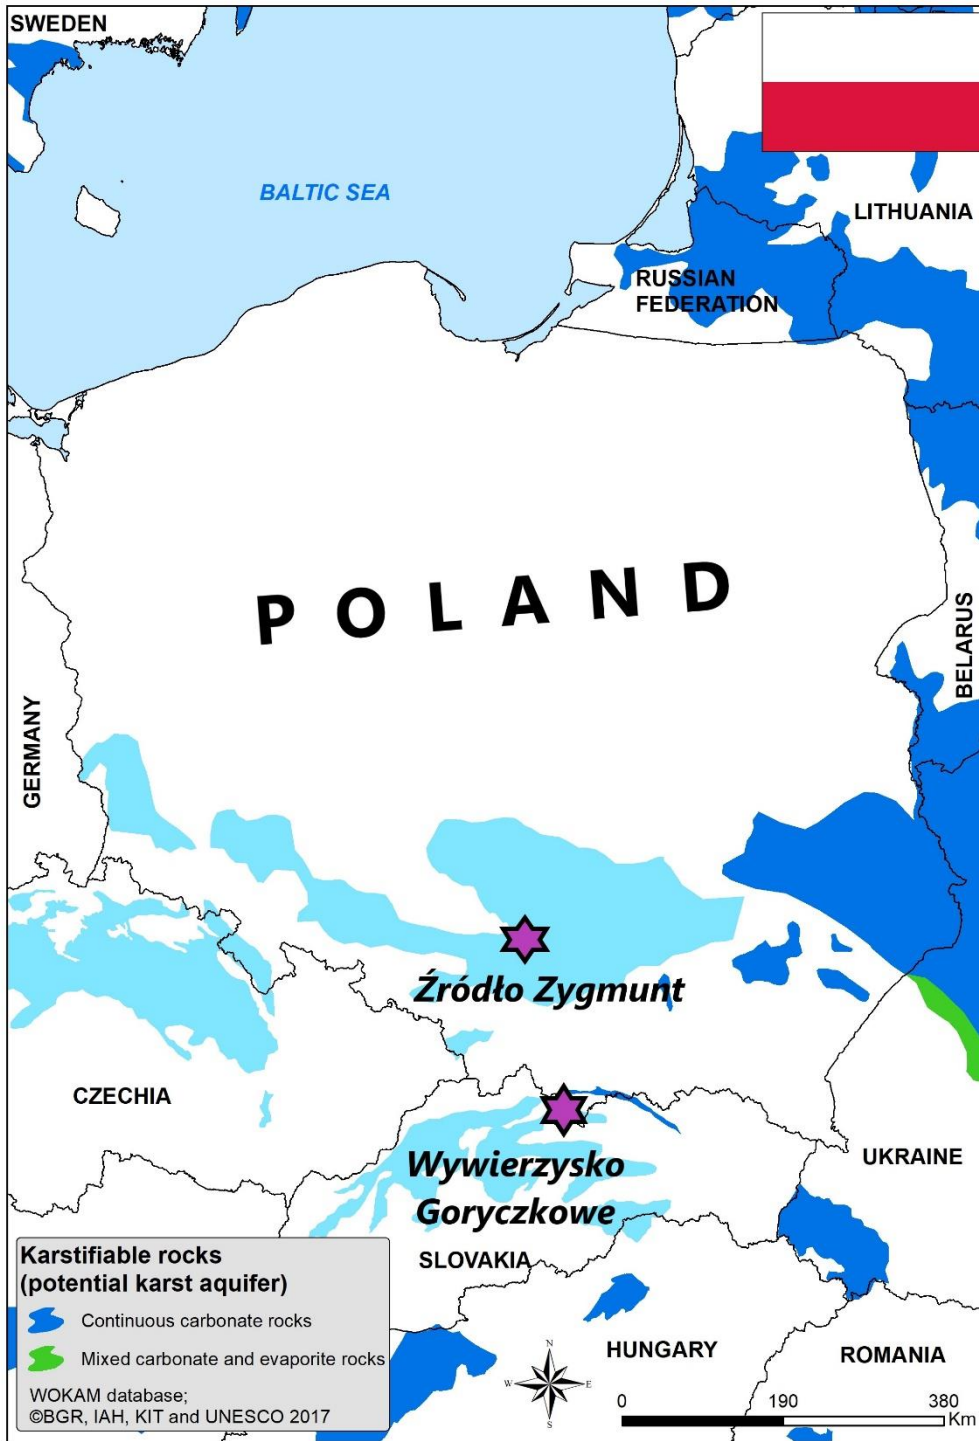 SWEDEN
BALTIC SEA
LITHUANIA
RUSSIAN
FEDERATION
POLAND
BELARUS
GERMANY
Źródło Zygmunt
CZECHIA
Wywierzysko
Goryczkowe
UKRAINE
SLOVAKIA
HUNGARY
ROMANIA
Karstifiable rocks
(potential karst aquifer)
Continuous carbonate rocks
Mixed carbonate and evaporite rocks
WOKAM database;
©BGR, IAH, KIT and UNESCO 2017
N
W E
S
0 190 380
Km